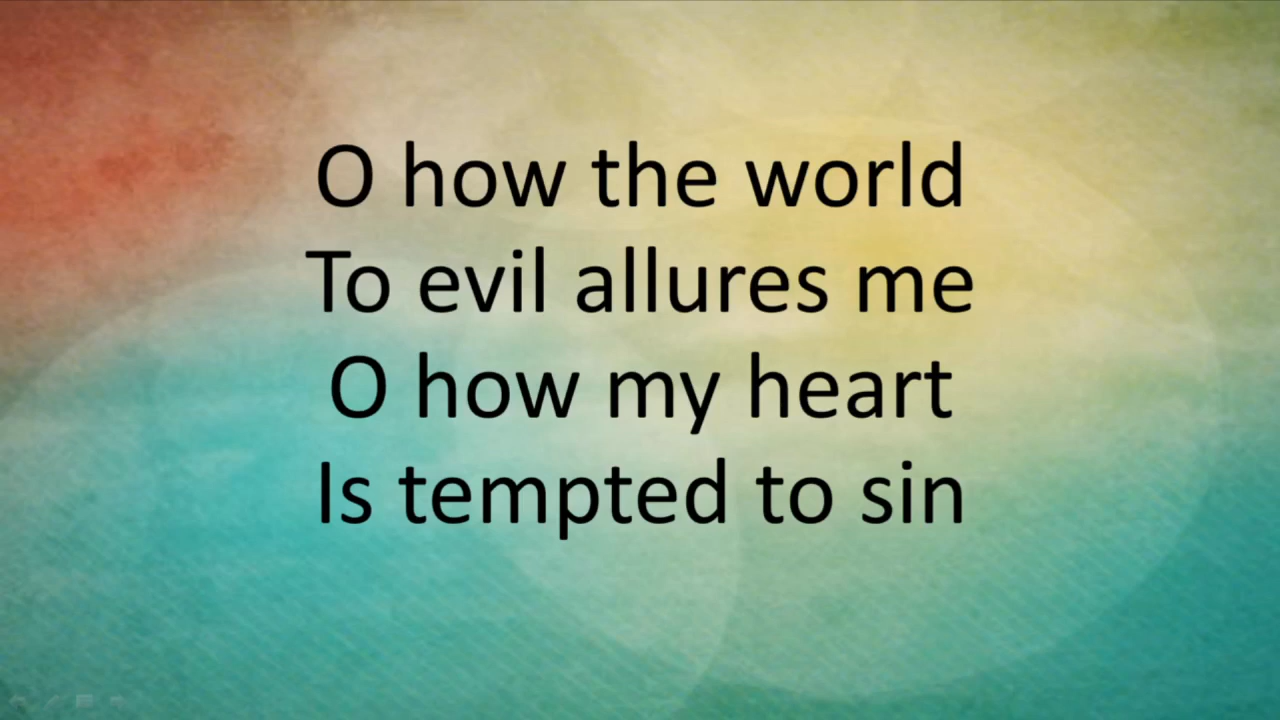 O how the world
To evil allures me
O how my heart
Is tempted to sin